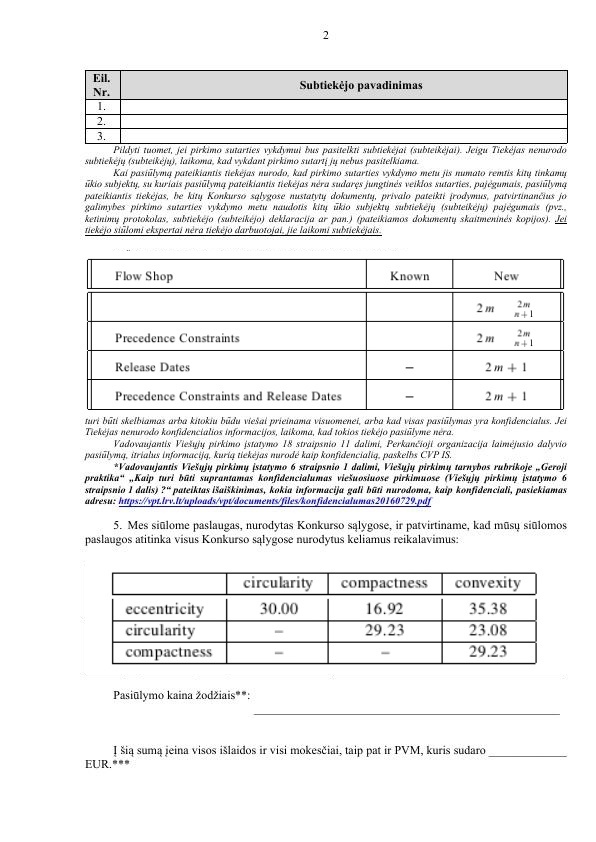 2
Eil. Nr. Subtiekėjo pavadinimas
1.
2.
3.
Pildyti tuomet, jei pirkimo sutarties vykdymui bus pasitelkti subtiekėjai (subteikėjai). Jeigu Tiekėjas nenurodo
subtiekėjų (subteikėjų), laikoma, kad vykdant pirkimo sutartį jų nebus pasitelkiama.
Kai pasiūlymą pateikiantis tiekėjas nurodo, kad pirkimo sutarties vykdymo metu jis numato remtis kitų tinkamų
ūkio subjektų, su kuriais pasiūlymą pateikiantis tiekėjas nėra sudaręs jungtinės veiklos sutarties, pajėgumais, pasiūlymą
pateikiantis tiekėjas, be kitų Konkurso sąlygose nustatytų dokumentų, privalo pateikti įrodymus, patvirtinančius jo
galimybes pirkimo sutarties vykdymo metu naudotis kitų ūkio subjektų subtiekėjų (subteikėjų) pajėgumais (pvz.,
ketinimų protokolas, subtiekėjo (subteikėjo) deklaracija ar pan.) (pateikiamos dokumentų skaitmeninės kopijos). Jei
tiekėjo siūlomi ekspertai nėra tiekėjo darbuotojai, jie laikomi subtiekėjais.
Flow Shop Known New
2 m 2m n+1
Precedence Constraints 2 m 2m n+1
Release Dates – 2 m + 1
Precedence Constraints and Release Dates – 2 m + 1
turi būti skelbiamas arba kitokiu būdu viešai prieinama visuomenei, arba kad visas pasiūlymas yra konfidencialus. Jei
Tiekėjas nenurodo konfidencialios informacijos, laikoma, kad tokios tiekėjo pasiūlyme nėra.
Vadovaujantis Viešųjų pirkimų įstatymo 18 straipsnio 11 dalimi, Perkančioji organizacija laimėjusio dalyvio
pasiūlymą, itrialus informaciją, kurią tiekėjas nurodė kaip konfidencialią, paskelbs CVP IS.
*Vadovaujantis Viešųjų pirkimų įstatymo 6 straipsnio 1 dalimi, Viešųjų pirkimų tarnybos rubrikoje „Geroji
praktika“ „Kaip turi būti suprantamas konfidencialumas viešuosiuose pirkimuose (Viešųjų pirkimų įstatymo 6
straipsnio 1 dalis) ?“ pateiktas išaiškinimas, kokia informacija gali būti nurodoma, kaip konfidenciali, pasiekiamas
adresu: https://vpt.lrv.lt/uploads/vpt/documents/files/konfidencialumas20160729.pdf
5. Mes siūlome paslaugas, nurodytas Konkurso sąlygose, ir patvirtiname, kad mūsų siūlomos
paslaugos atitinka visus Konkurso sąlygose nurodytus keliamus reikalavimus:
circularity compactness convexity
eccentricity 30.00 16.92 35.38
circularity – 29.23 23.08
compactness – – 29.23
Pasiūlymo kaina žodžiais**:
Į šią sumą įeina visos išlaidos ir visi mokesčiai, taip pat ir PVM, kuris sudaro _____________
EUR.***